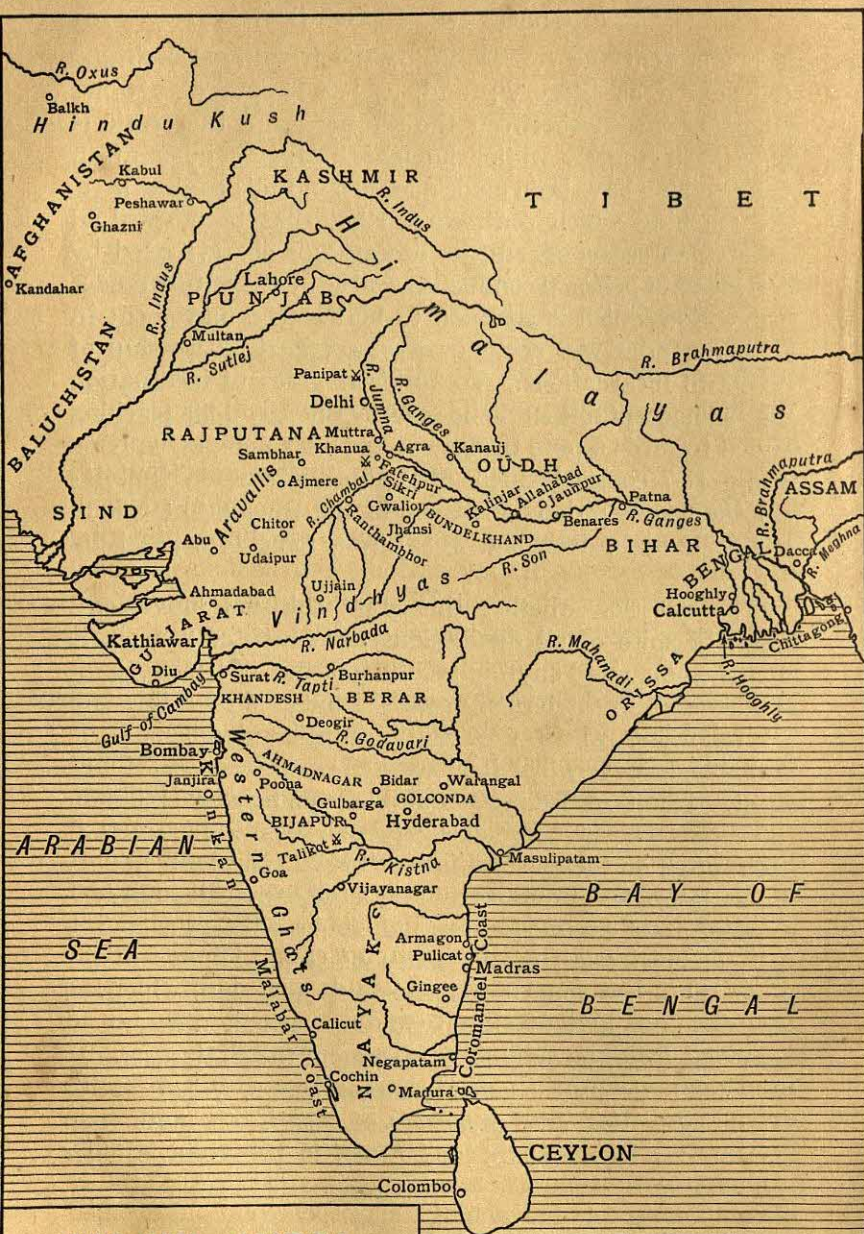 R. Oxus
Balkh
Hindu Kush
AFGHANISTAN
Kabul
Peshawar
Ghazni
Kandahar
KASHMIR
R. Indus
TIBET
R. Indus
Himalayas
Lahore
PUNJAB
Multan
R. Sutlej
BALUCHISTAN
R. Brahmaputra
Panipat
Delhi
R. Jumna
R. Ganges
RAJPUTANA
Muttra
Sambhar
Khanua
Agra
Kanauj
Fatehpur
Sikri
OUDH
Ajmere
Aravallis
R. Chambal
Gwalior
Kalinjar
Allahabad
Jaunpur
Patna
R. Brahmaputra
ASSAM
SIND
Chitor
Ranthambhor
Jhansi
BUNDELKHAND
Benares
R. Ganges
Abu
Udaipur
R. Son
BIHAR
BENGAL
Dacca
R. Meghna
Ahmadabad
Ujjain
Vindhyas
Hooghly
Calcutta
GUJARAT
Kathiawar
R. Narbada
Chittagong
Diu
R. Mahanadi
ORISSA
R. Hooghly
Surat
R. Tapti
Burhanpur
KHANDESH
BERAR
Gulf of Cambay
Deogir
R. Godavari
Bombay
Western Ghats
AHMADNAGAR
Janjira
Poona
Bidar
Warangal
Konkan
Gulbarga
GOLCONDA
BIJAPUR
Hyderabad
ARABIAN
SEA
Talikot
R. Kistna
Masulipatam
Goa
Vijayanagar
BAY OF
BENGAL
NAYAKS
Armagon
Pulicat
Madras
Coromandel Coast
Gingee
Malabar Coast
Calicut
Negapatam
Cochin
Madura
CEYLON
Colombo